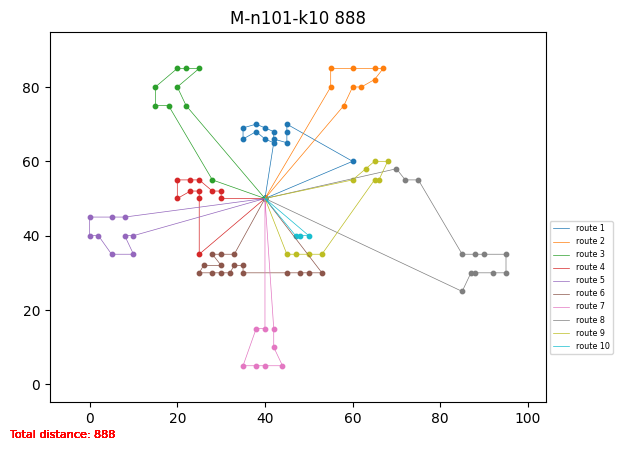 M-n101-k10 888
80
60
40
20
0
0
20
40
60
80
100
route 1
route 2
route 3
route 4
route 5
route 6
route 7
route 8
route 9
route 10
Total distance: 888